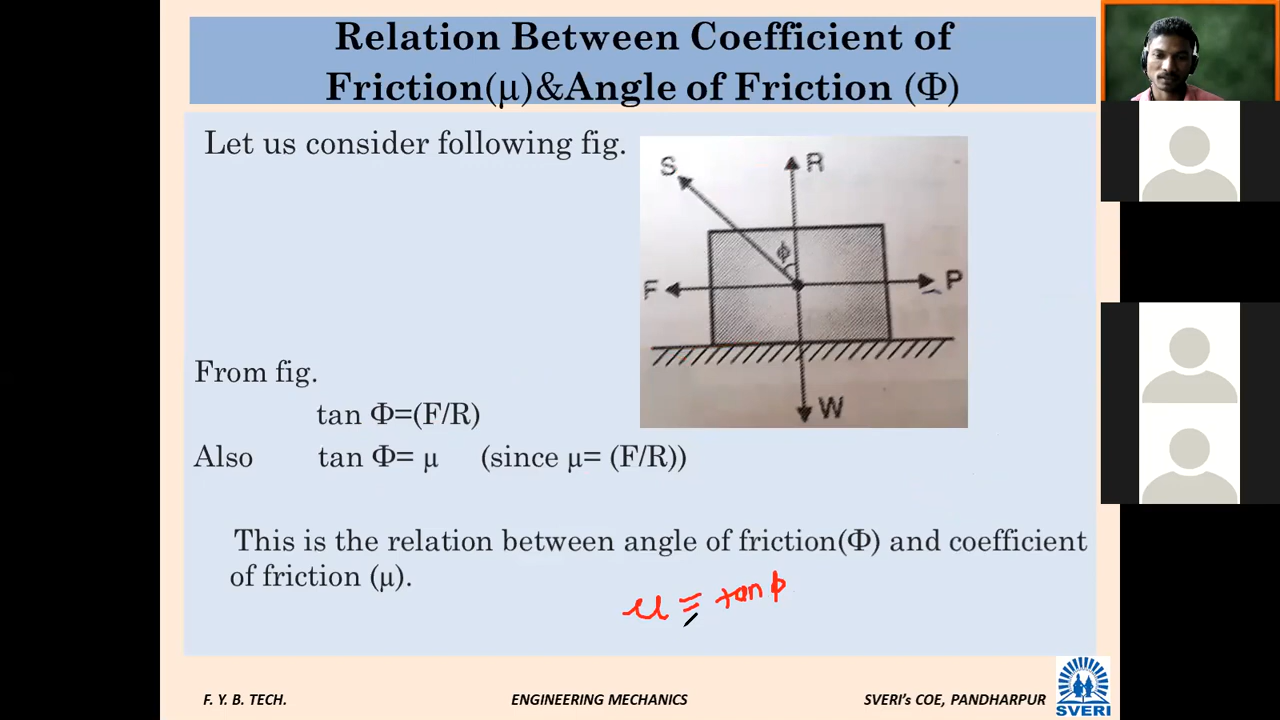 Relation Between Coefficient of
Friction(μ)&Angle of Friction (Φ)
Let us consider following fig.
S
R
ϕ
F
P
W
From fig.
tan Φ=(F/R)
Also tan Φ= μ (since μ= (F/R))
This is the relation between angle of friction(Φ) and coefficient
of friction (μ).
μ = tanϕ
F. Y. B. TECH. ENGINEERING MECHANICS SVERI's COE, PANDHARPUR
SVERI